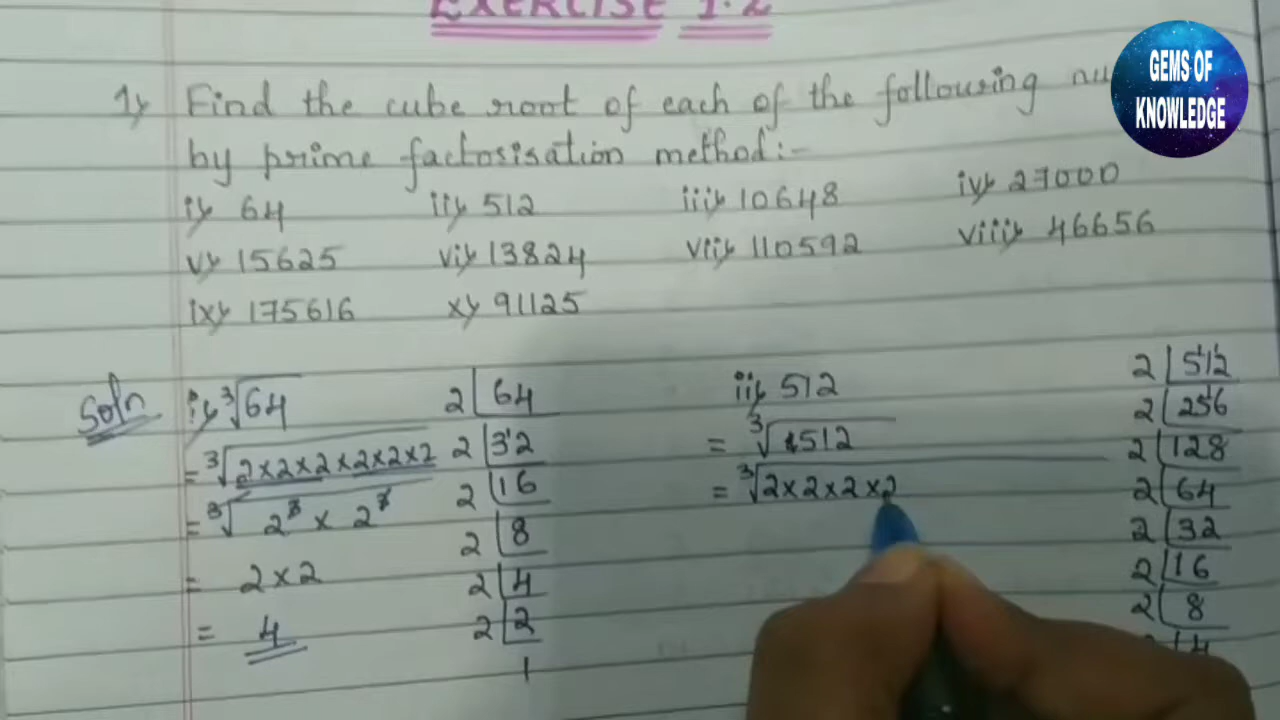 EXERCISE 1.2
GEMS OF
KNOWLEDGE
1) Find the cube root of each of the following
by prime factorisation method:-
i) 64 ii) 512 iii) 10648 iv) 27000
v) 15625 vi) 13824 vii) 110592 viii) 46656
ix) 175616 x) 91125
Soln i) ∛64
= ∛2×2×2×2×2×2
= ∛2³ × 2³
= 2×2
= 4
2 | 64
2 | 32
2 | 16
2 | 8
2 | 4
2 | 2
1
ii) 512
= ∛512
= ∛2×2×2×2
2 | 512
2 | 256
2 | 128
2 | 64
2 | 32
2 | 16
2 | 8
2 | 4